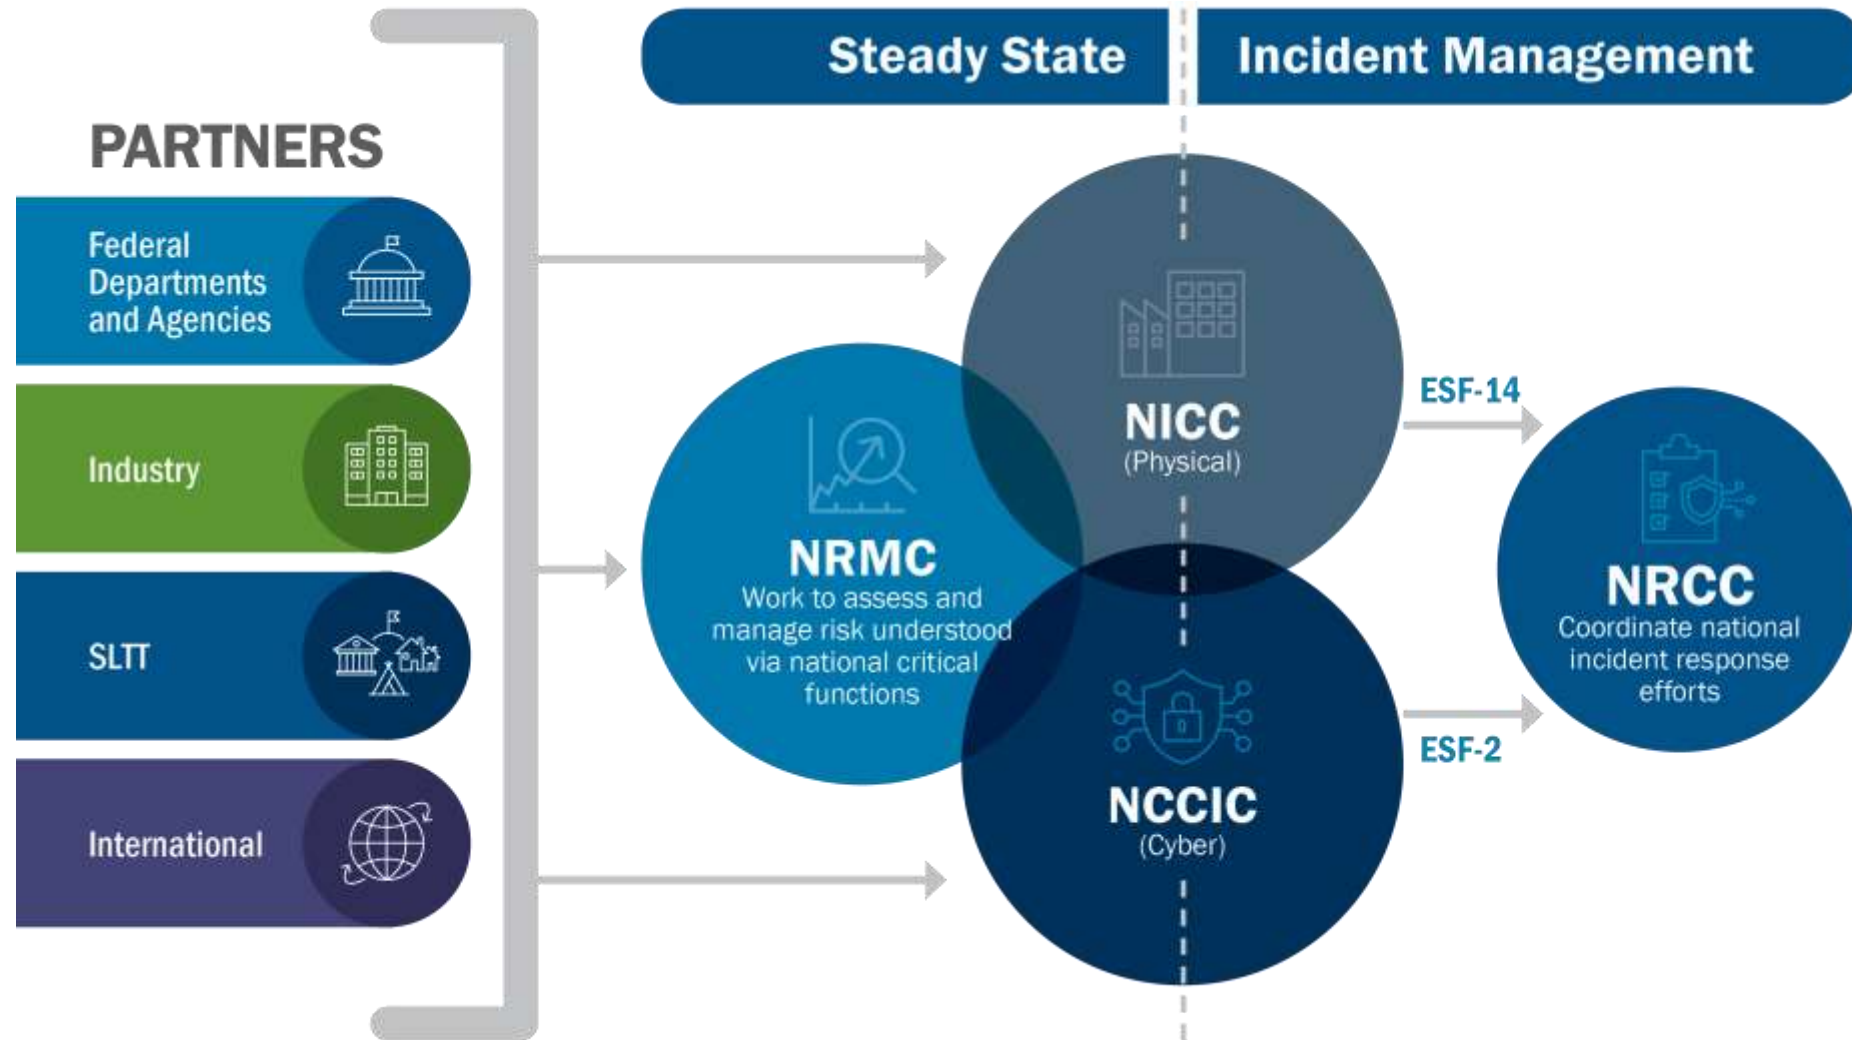 Steady State
Incident Management
PARTNERS
Federal
Departments
and Agencies
Industry
SLTT
International
NICC
(Physical)
NRMC
Work to assess and
manage risk understood
via national critical
functions
NCCIC
(Cyber)
ESF-14
ESF-2
NRCC
Coordinate national
incident response
efforts